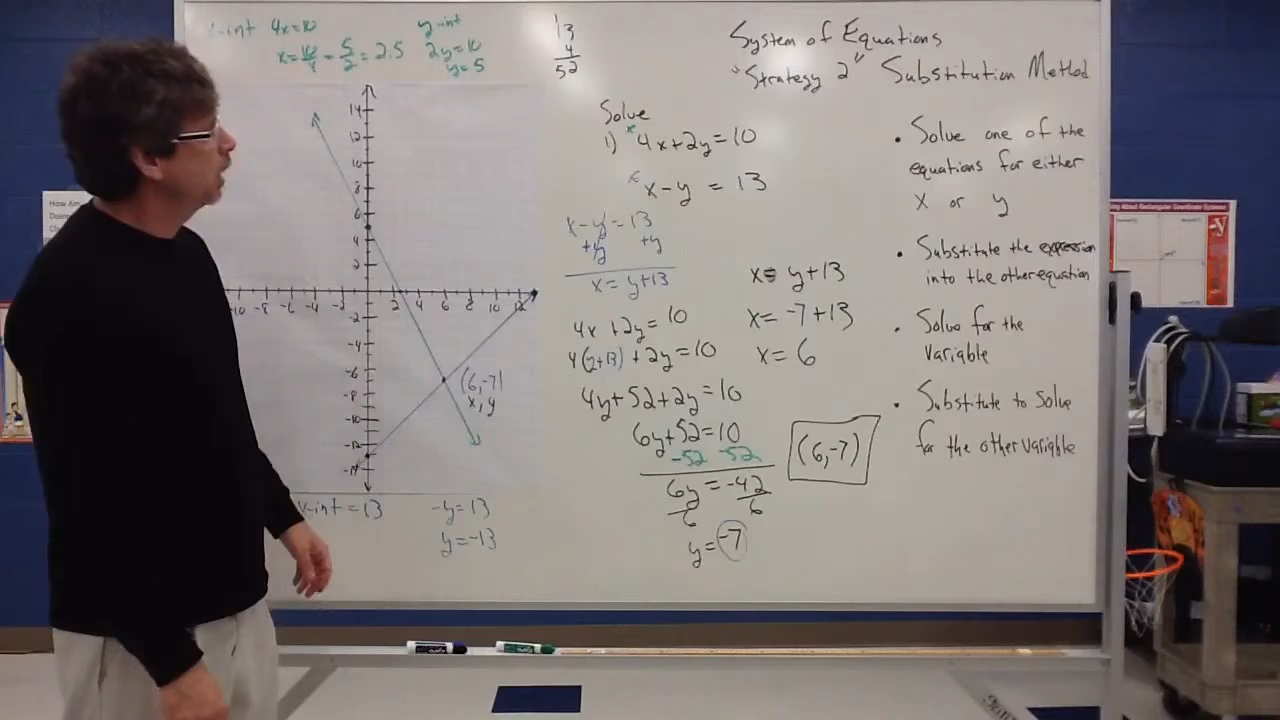 x-int 4x=10
x=10/4=5/2=2.5
y-int
2y=10
y=5
13
4
52
System of Equations
"Strategy 2" Substitution Method
Solve
1) 4x+2y=10
x-y=13
x-y=13
+y +y
x=y+13
4x+2y=10
4(y+13)+2y=10
4y+52+2y=10
6y+52=10
-52 -52
6y=-42
6 6
y=-7
x=y+13
x=-7+13
x=6
(6,-7)
• Solve one of the
equations for either
x or y
• Substitute the expression
into the other equation
• Solve for the
variable
• Substitute to solve
for the other variable
14
12
10
8
6
4
2
-10 -8 -6 -4 -2 2 4 6 8 10 12
-2
-4
-6
-8
-10
-12
-14
(6,-7)
x,y
x-int=13
-y=13
y=-13
How Am
-y